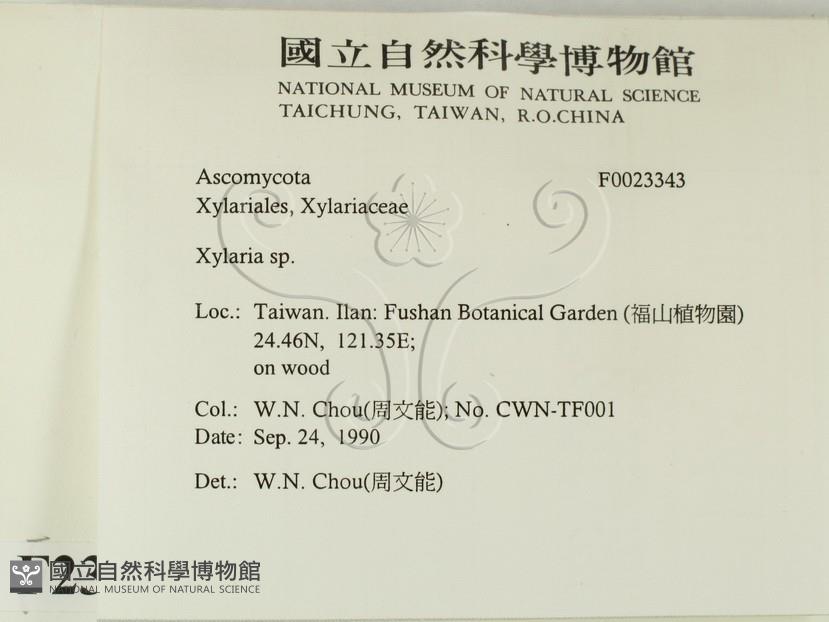 國立自然科學博物館
NATIONAL MUSEUM OF NATURAL SCIENCE
TAICHUNG, TAIWAN, R.O.CHINA
Ascomycota F0023343
Xylariales, Xylariaceae
Xylaria sp.
Loc.: Taiwan. Ilan: Fushan Botanical Garden (福山植物園)
24.46N, 121.35E;
on wood
Col.: W.N. Chou(周文能); No. CWN-TF001
Date: Sep. 24, 1990
Det.: W.N. Chou(周文能)
國立自然科學博物館
NATIONAL MUSEUM OF NATURAL SCIENCE